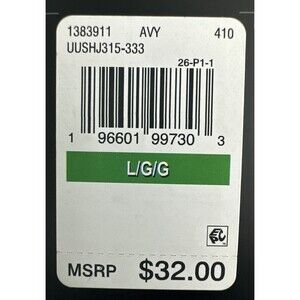 1383911 AVY 410
UUSHJ315-333
26-P1-1
1 96601 99730 3
L/G/G
MSRP $32.00